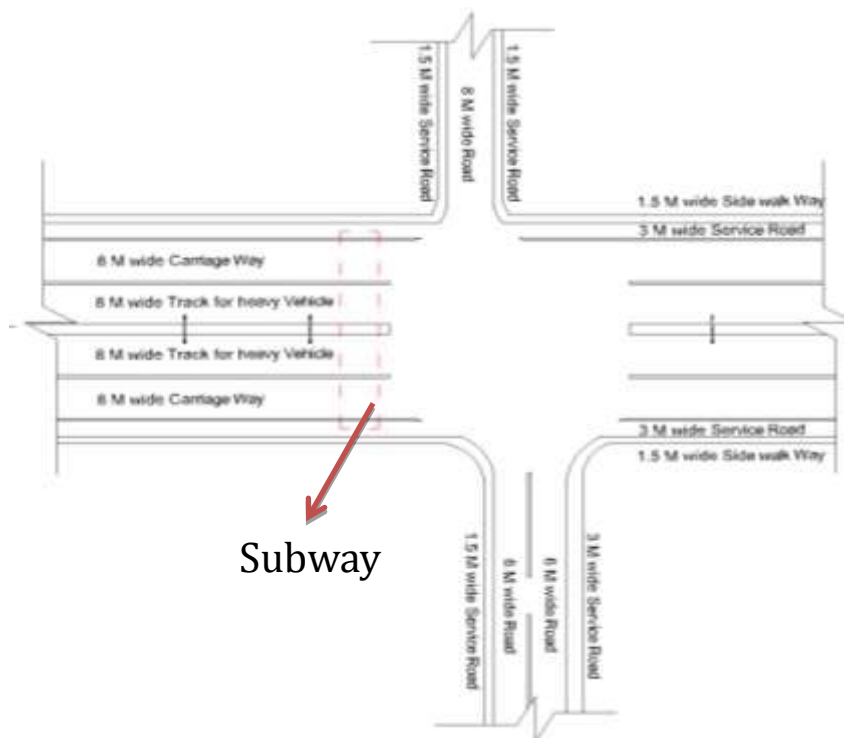 1.5 M wide Service Road
8 M wide Road
1.5 M wide Service Road
1.5 M wide Side walk Way
3 M wide Service Road
8 M wide Carriage Way
8 M wide Track for heavy Vehicle
8 M wide Track for heavy Vehicle
8 M wide Carriage Way
3 M wide Service Road
1.5 M wide Side walk Way
Subway
1.5 M wide Service Road
6 M wide Road
6 M wide Road
3 M wide Service Road